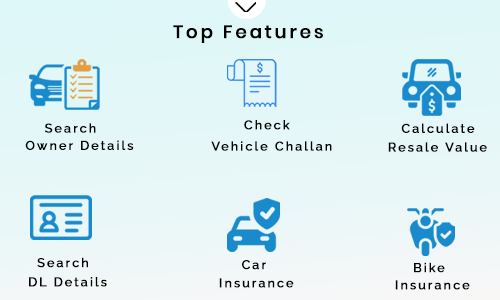 Top Features
Search
Owner Details
Check
Vehicle Challan
$
Calculate
Resale Value
$
Search
DL Details
Car
Insurance
Bike
Insurance